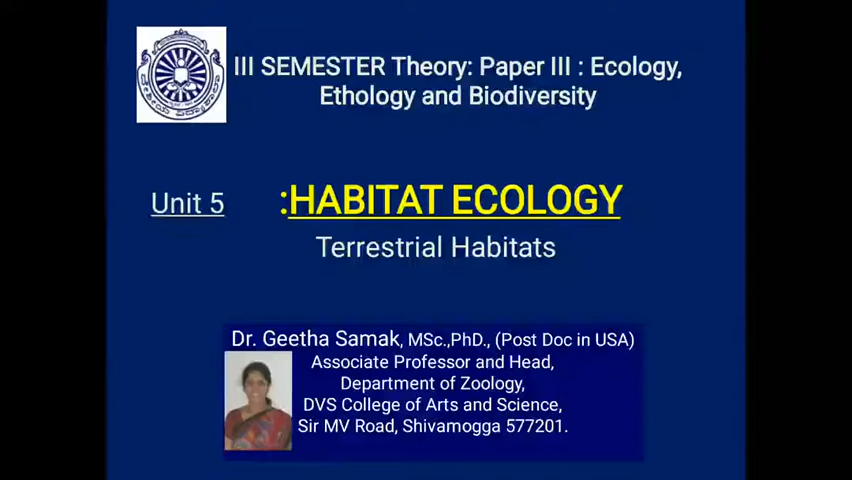 III SEMESTER Theory: Paper III : Ecology,
Ethology and Biodiversity
Unit 5 :HABITAT ECOLOGY
Terrestrial Habitats
Dr. Geetha Samak, MSc.,PhD., (Post Doc in USA)
Associate Professor and Head,
Department of Zoology,
DVS College of Arts and Science,
Sir MV Road, Shivamogga 577201.